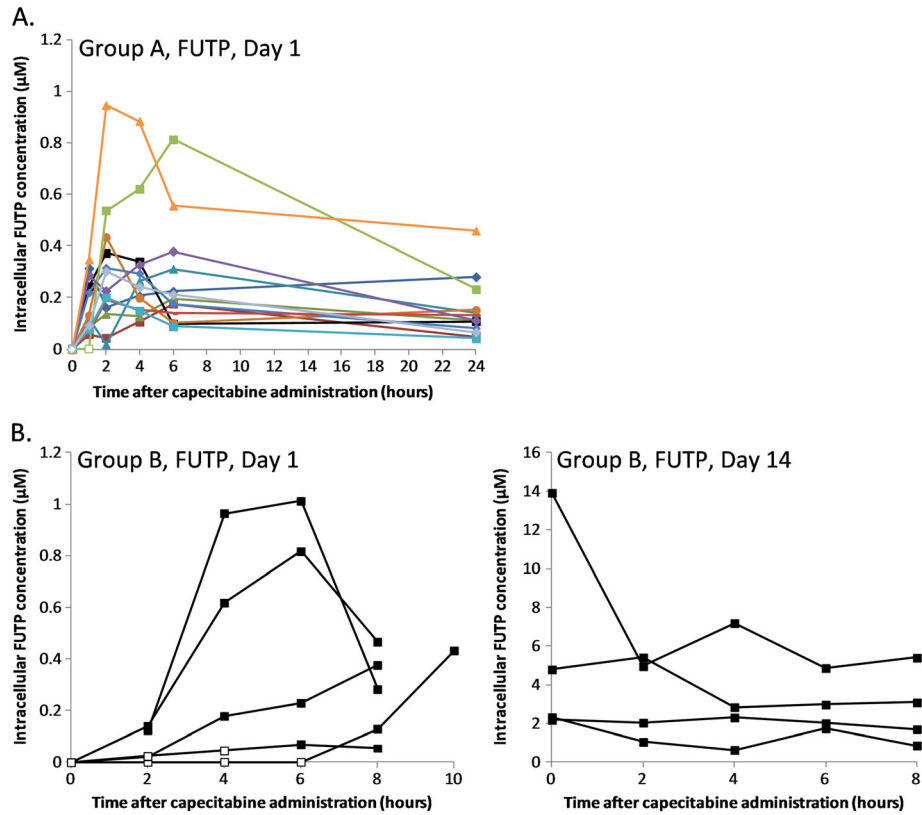 A.
Group A, FUTP, Day 1
Intracellular FUTP concentration (µM)
1.2
1
0.8
0.6
0.4
0.2
0
0 2 4 6 8 10 12 14 16 18 20 22 24
Time after capecitabine administration (hours)
B.
Group B, FUTP, Day 1
Intracellular FUTP concentration (µM)
1.2
1
0.8
0.6
0.4
0.2
0
0 2 4 6 8 10
Time after capecitabine administration (hours)
Group B, FUTP, Day 14
Intracellular FUTP concentration (µM)
16
14
12
10
8
6
4
2
0
0 2 4 6 8
Time after capecitabine administration (hours)